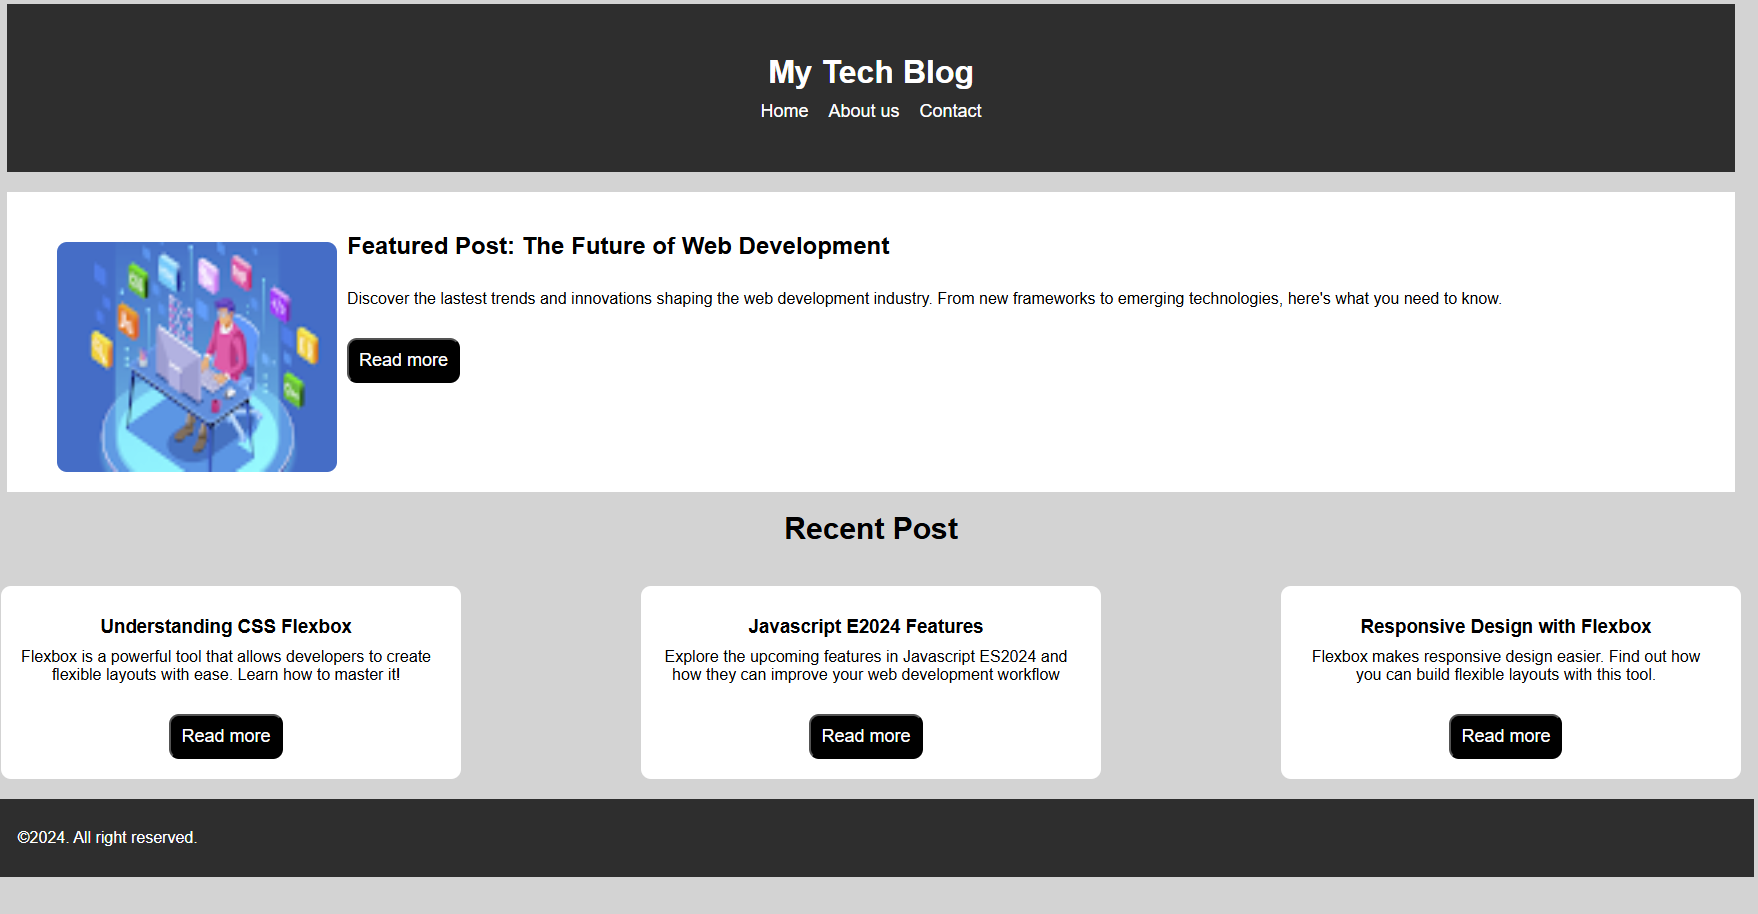 My Tech Blog
Home About us Contact
Featured Post: The Future of Web Development
Discover the lastest trends and innovations shaping the web development industry. From new frameworks to emerging technologies, here's what you need to know.
Read more
Recent Post
Understanding CSS Flexbox
Flexbox is a powerful tool that allows developers to create
flexible layouts with ease. Learn how to master it!
Read more
Javascript E2024 Features
Explore the upcoming features in Javascript ES2024 and
how they can improve your web development workflow
Read more
Responsive Design with Flexbox
Flexbox makes responsive design easier. Find out how
you can build flexible layouts with this tool.
Read more
©2024. All right reserved.